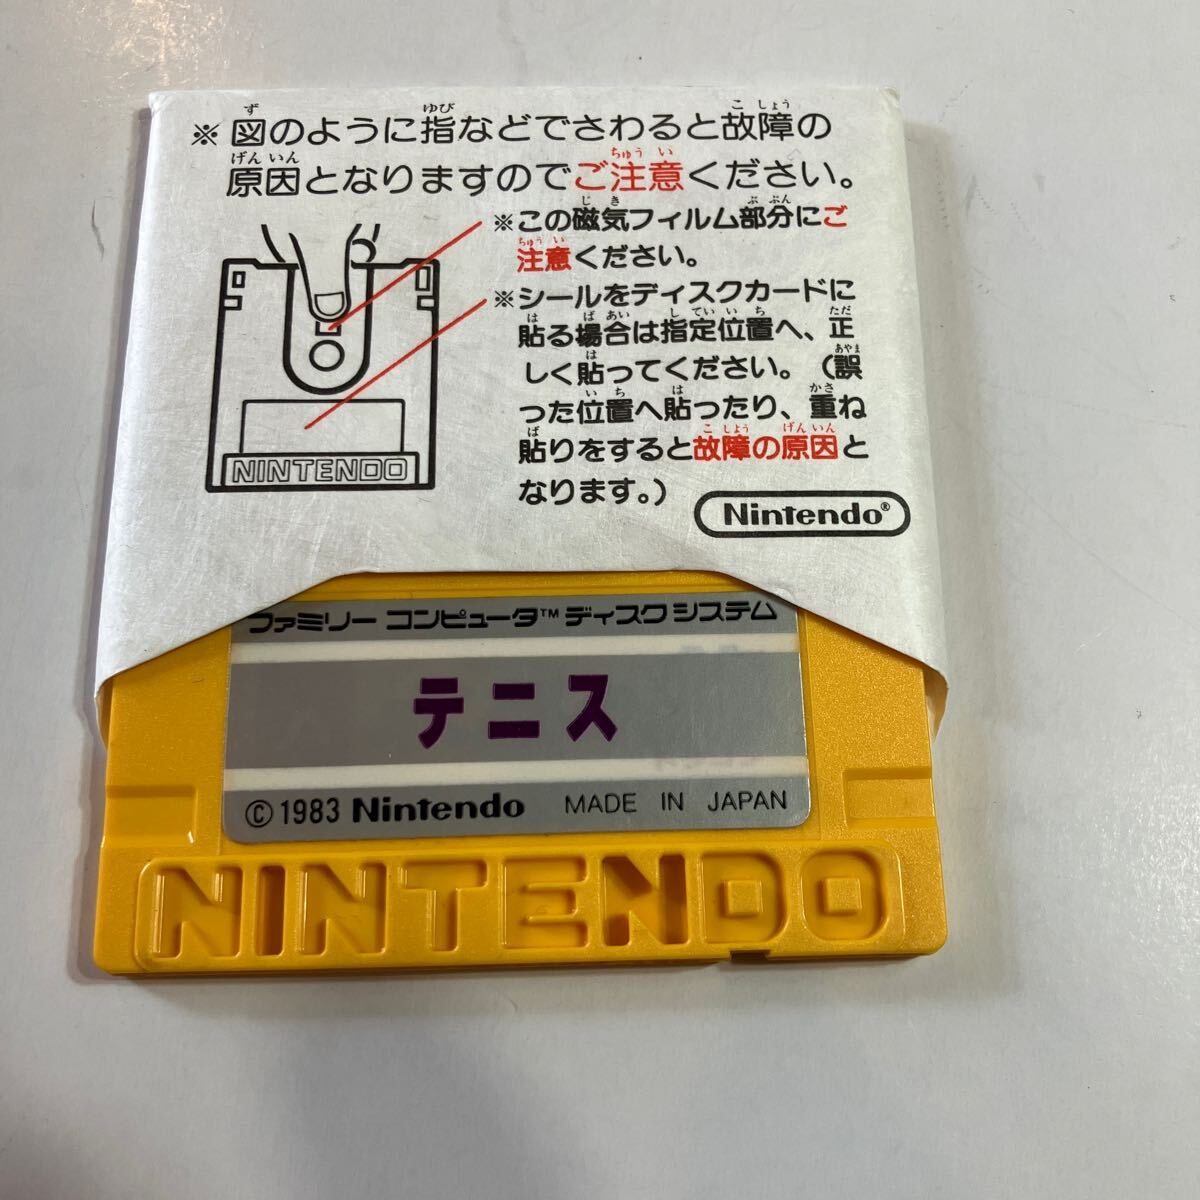 ※図のように指などでさわると故障の
原因となりますのでご注意ください。
※この磁気フィルム部分にご
注意ください。
※シールをディスクカードに
貼る場合は指定位置へ、正
しく貼ってください。（誤
った位置へ貼ったり、重ね
貼りをすると故障の原因と
なります。）
NINTENDO
Nintendo®
ファミリー コンピュータ™ ディスクシステム
テニス
©1983 Nintendo MADE IN JAPAN
NINTENDO